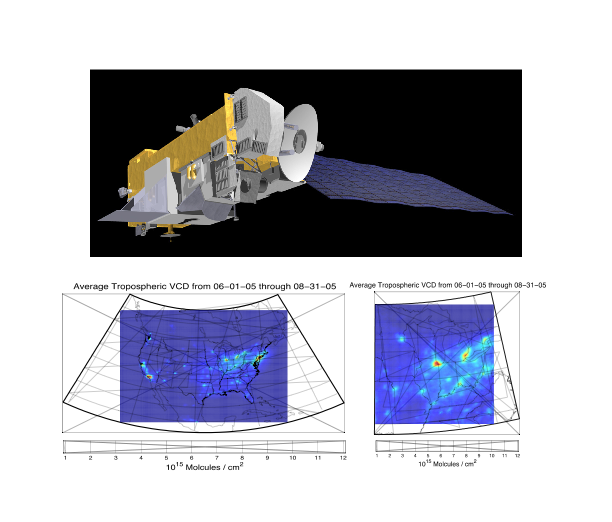 Average Tropospheric VCD from 06–01–05 through 08–31–05
1 2 3 4 5 6 7 8 9 10 11 12
10^15 Molcules / cm^2
Average Tropospheric VCD from 06–01–05 through 08–31–05
1 2 3 4 5 6 7 8 9 10 11 12
10^15 Molcules / cm^2